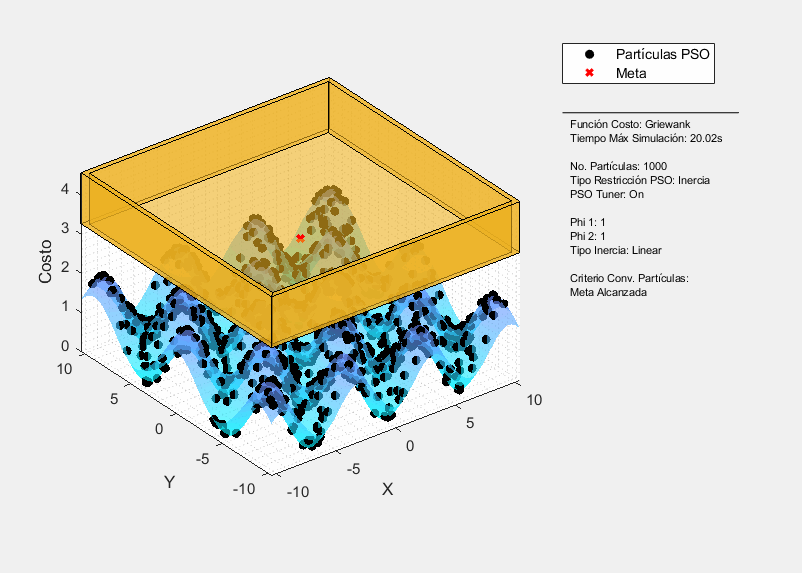 Partículas PSO
Meta
Función Costo: Griewank
Tiempo Máx Simulación: 20.02s
No. Partículas: 1000
Tipo Restricción PSO: Inercia
PSO Tuner: On
Phi 1: 1
Phi 2: 1
Tipo Inercia: Linear
Criterio Conv. Partículas:
Meta Alcanzada
Costo
4
3
2
1
0
10
5
0
-5
-10
Y
-10
-5
0
5
10
X